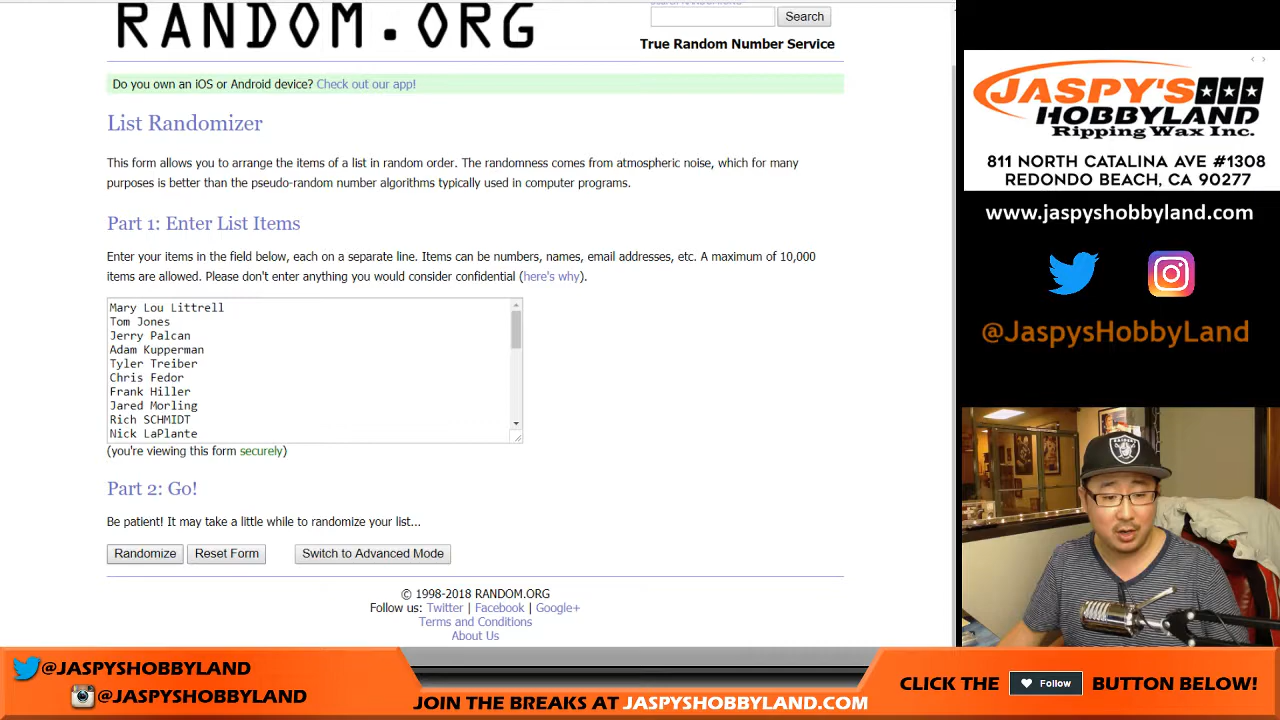 RANDOM.ORG
Search
True Random Number Service
Do you own an iOS or Android device? Check out our app!
List Randomizer
This form allows you to arrange the items of a list in random order. The randomness comes from atmospheric noise, which for many
purposes is better than the pseudo-random number algorithms typically used in computer programs.
Part 1: Enter List Items
Enter your items in the field below, each on a separate line. Items can be numbers, names, email addresses, etc. A maximum of 10,000
items are allowed. Please don't enter anything you would consider confidential (here's why).
Mary Lou Littrell
Tom Jones
Jerry Palcan
Adam Kupperman
Tyler Treiber
Chris Fedor
Frank Hiller
Jared Morling
Rich SCHMIDT
Nick LaPlante
(you're viewing this form securely)
Part 2: Go!
Be patient! It may take a little while to randomize your list...
Randomize
Reset Form
Switch to Advanced Mode
© 1998-2018 RANDOM.ORG
Follow us: Twitter | Facebook | Google+
Terms and Conditions
About Us
JASPY'S
HOBBYLAND
Ripping Wax Inc.
811 NORTH CATALINA AVE #1308
REDONDO BEACH, CA 90277
www.jaspyshobbyland.com
@JaspysHobbyLand
@JASPYSHOBBYLAND
@JASPYSHOBBYLAND
JOIN THE BREAKS AT JASPYSHOBBYLAND.COM
CLICK THE Follow BUTTON BELOW!